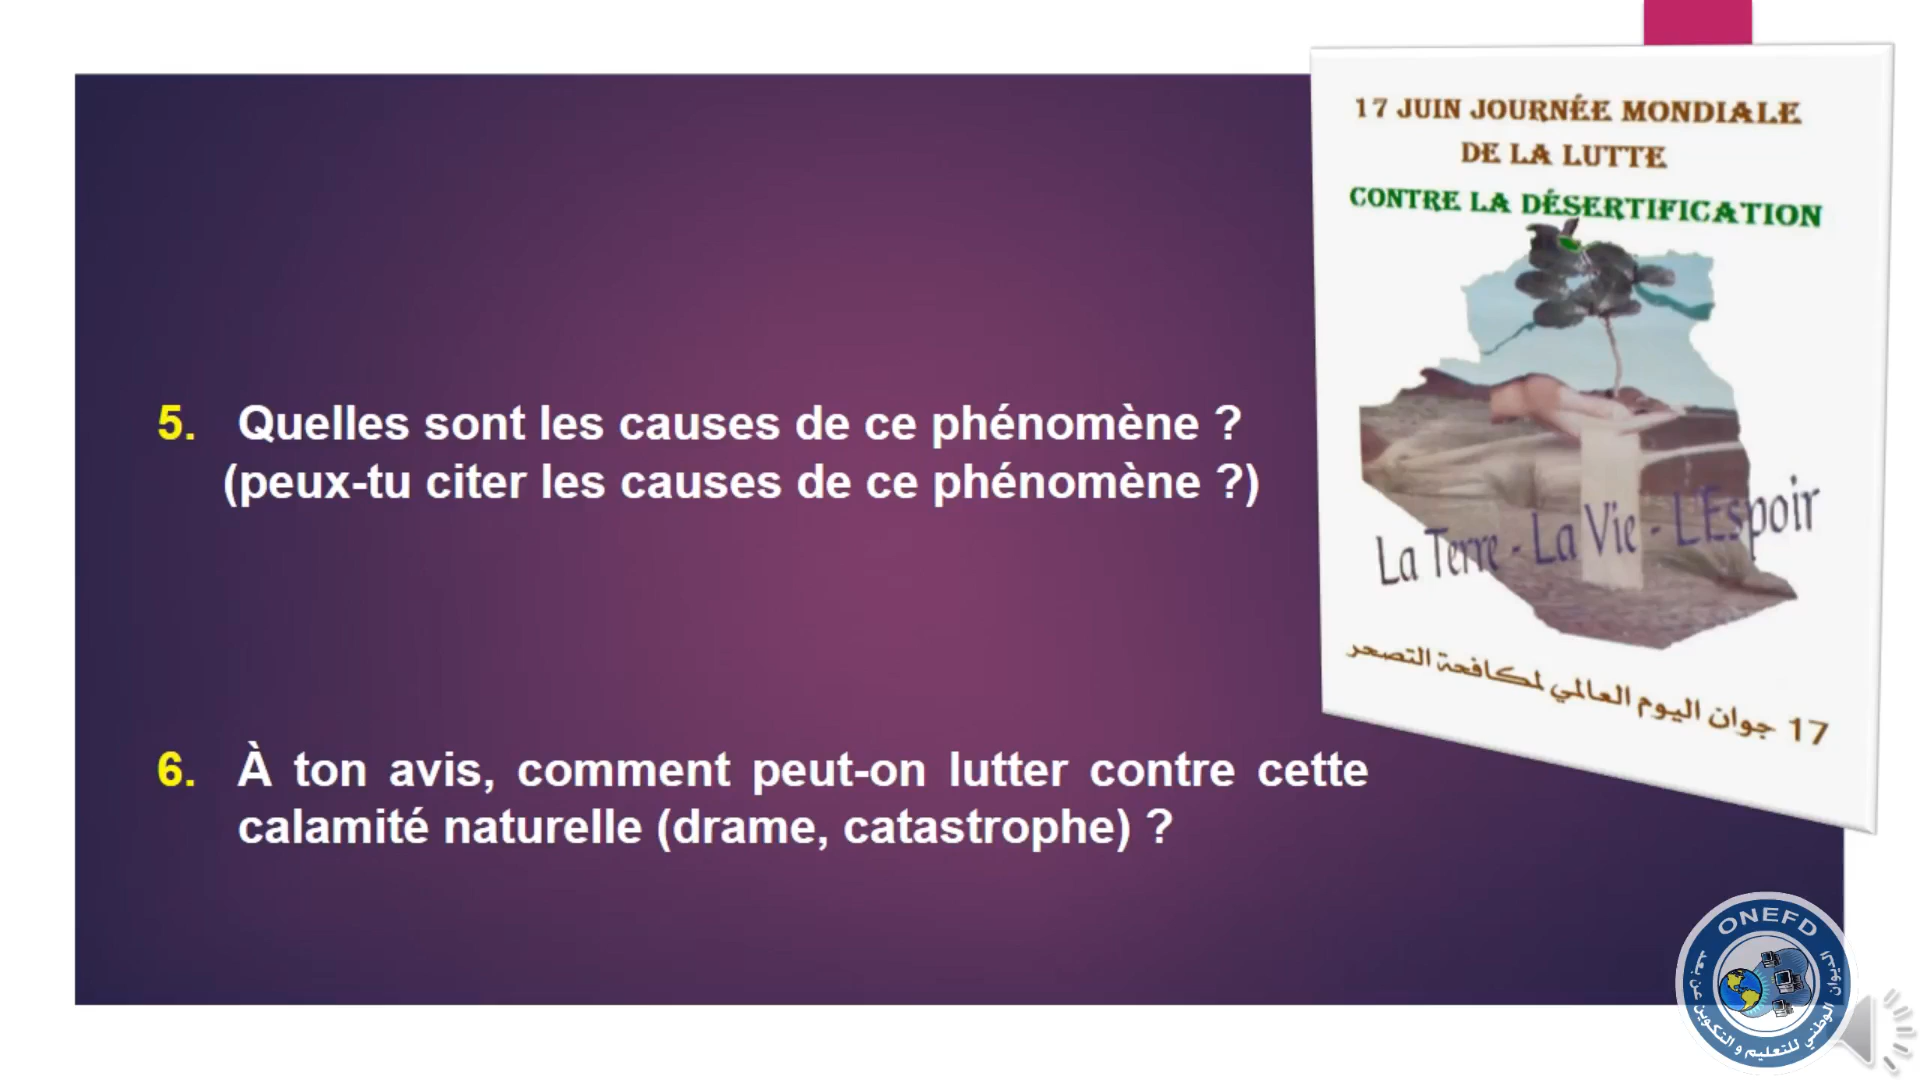 17 JUIN JOURNÉE MONDIALE
DE LA LUTTE
CONTRE LA DÉSERTIFICATION
La Terre - La Vie - L'Espoir
17 جوان اليوم العالمي لمكافحة التصحر
5. Quelles sont les causes de ce phénomène ?
(peux-tu citer les causes de ce phénomène ?)
6. À ton avis, comment peut-on lutter contre cette
calamité naturelle (drame, catastrophe) ?
ONEFD
الديوان الوطني للتعليم و التكوين عن بعد